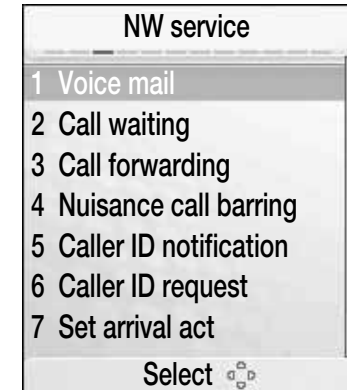 NW service
1 Voice mail
2 Call waiting
3 Call forwarding
4 Nuisance call barring
5 Caller ID notification
6 Caller ID request
7 Set arrival act
Select